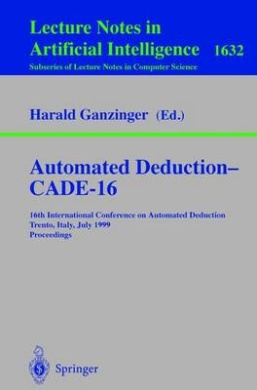 Lecture Notes in
Artificial Intelligence 1632
Subseries of Lecture Notes in Computer Science
Harald Ganzinger (Ed.)
Automated Deduction–
CADE-16
16th International Conference on Automated Deduction
Trento, Italy, July 1999
Proceedings
Springer